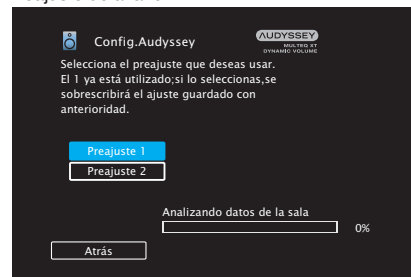 Config.Audyssey
AUDYSSEY
MULTEQ XT
DYNAMIC VOLUME
Selecciona el preajuste que deseas usar.
El 1 ya está utilizado;si lo seleccionas,se
sobrescribirá el ajuste guardado con
anterioridad.
Preajuste 1
Preajuste 2
Analizando datos de la sala
0%
Atrás